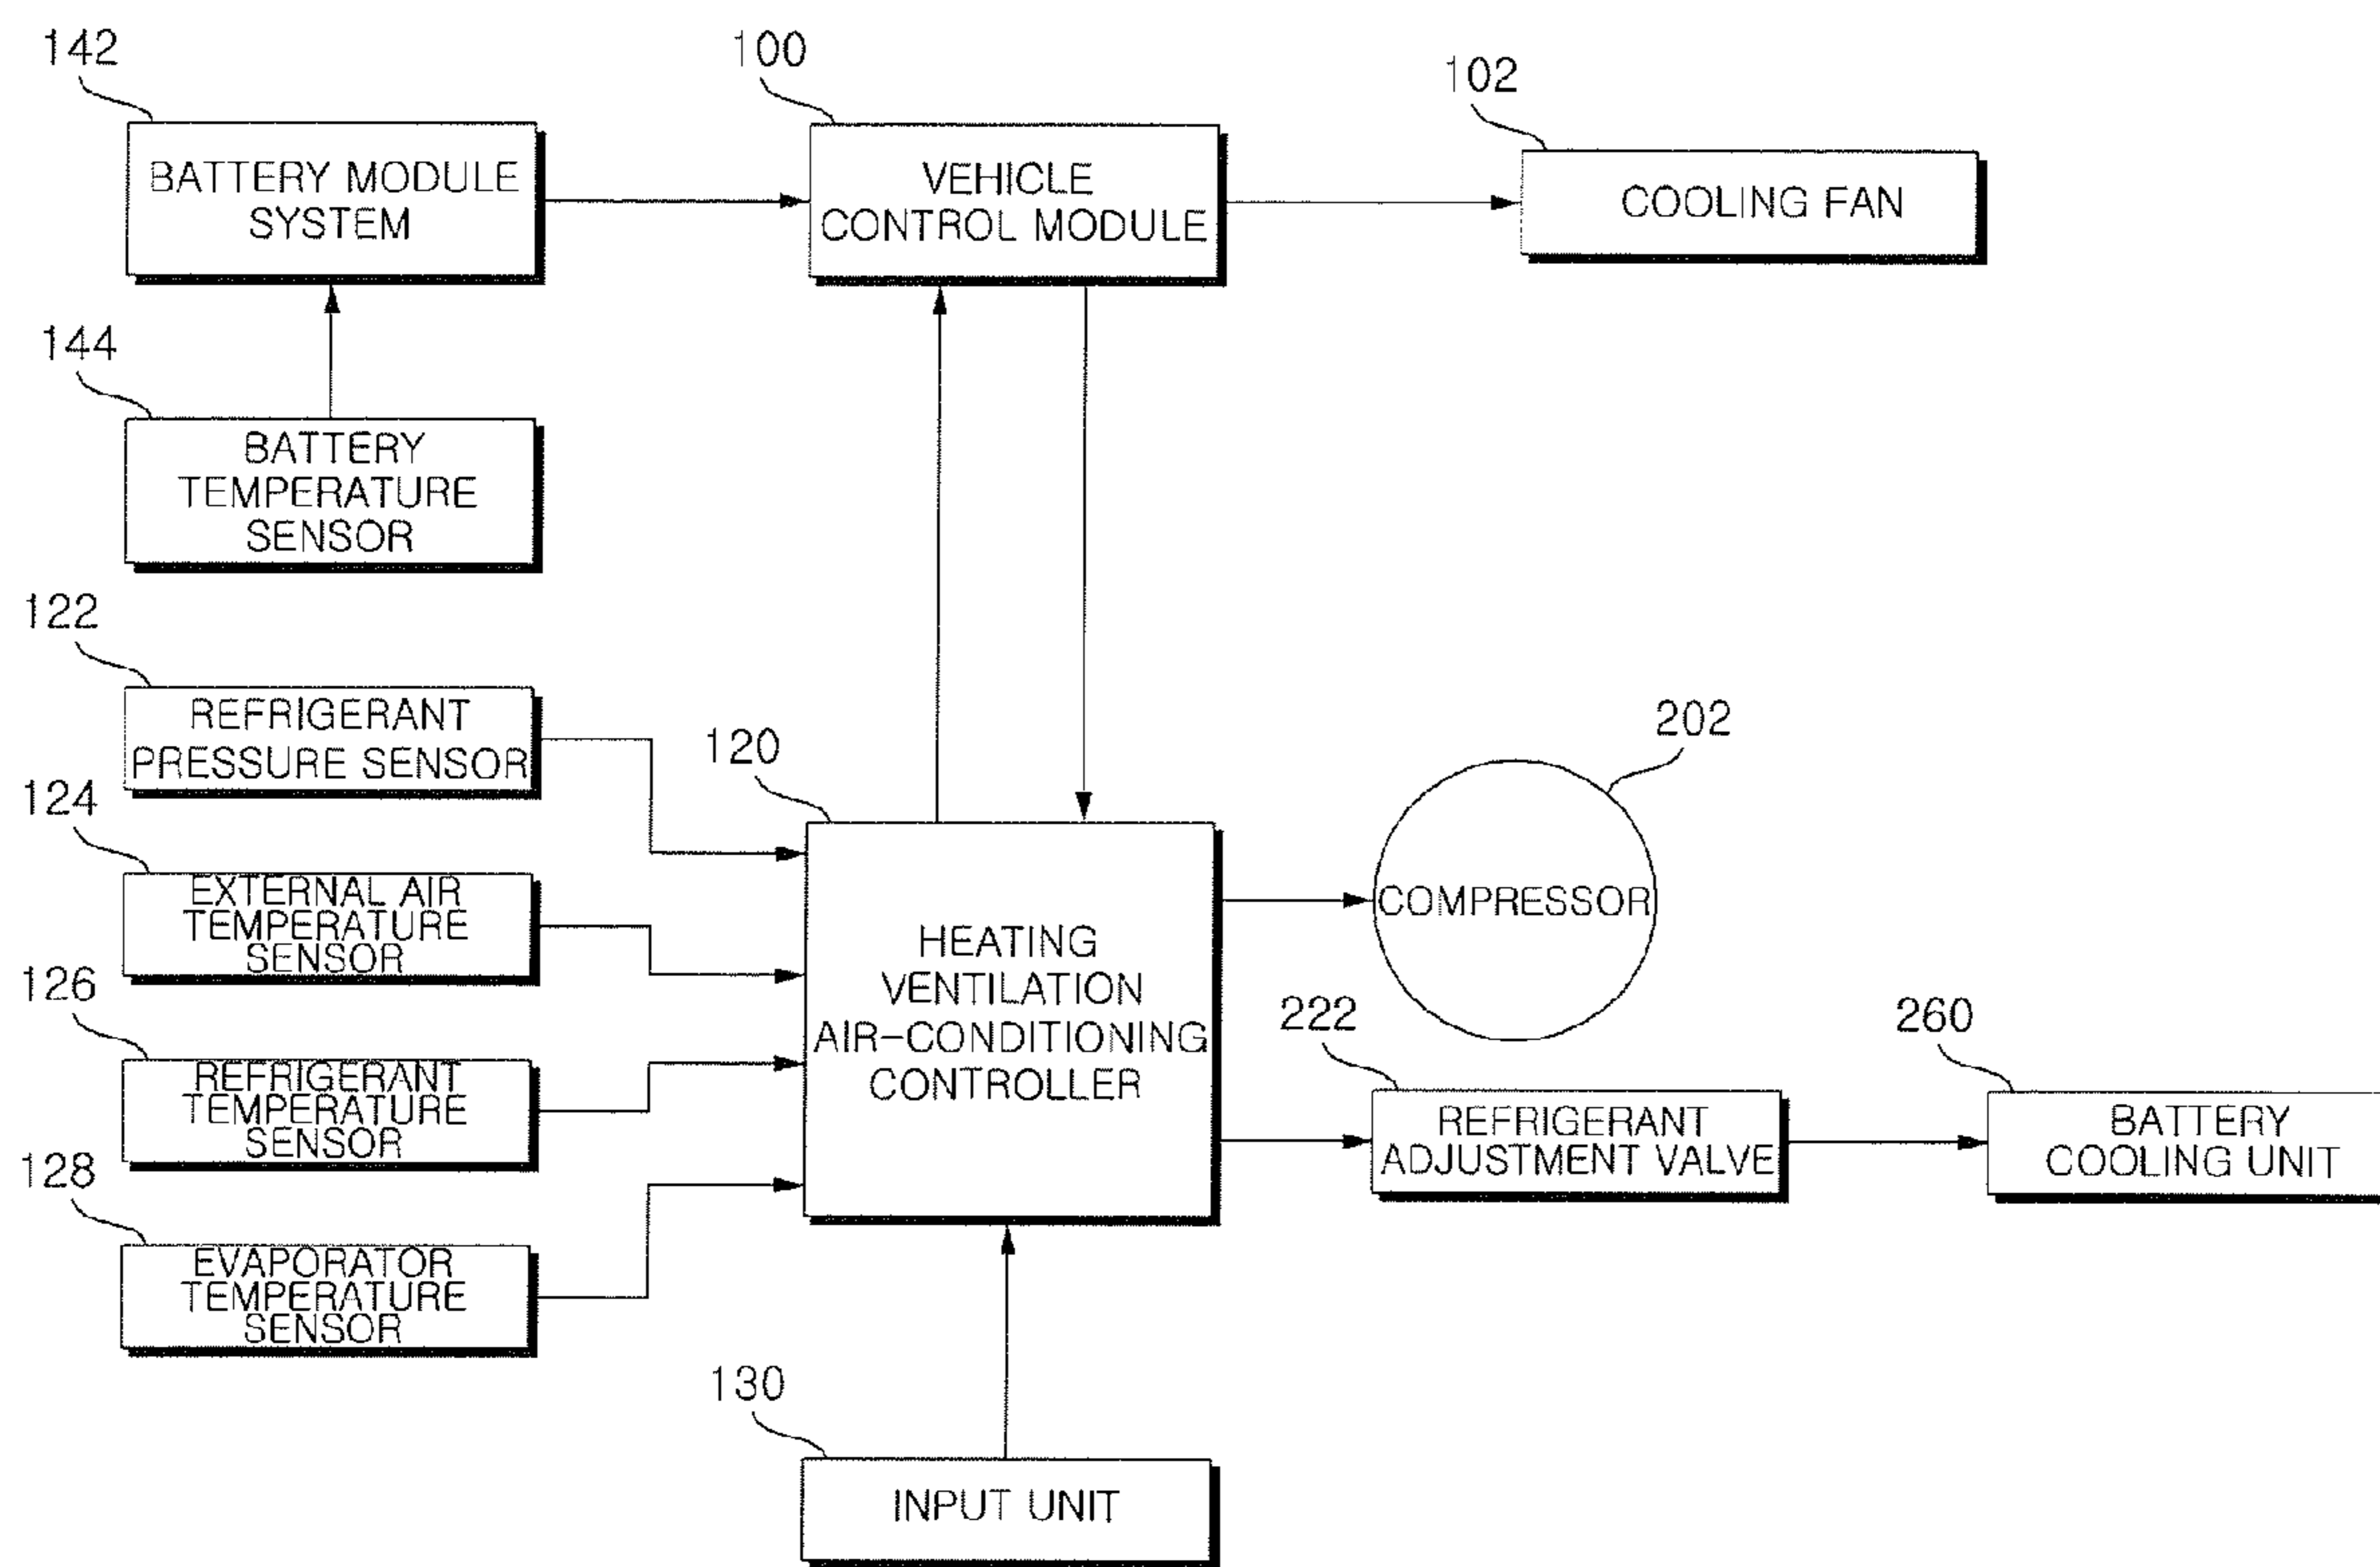 142
BATTERY MODULE
SYSTEM
100
VEHICLE
CONTROL MODULE
102
COOLING FAN
144
BATTERY
TEMPERATURE
SENSOR
122
REFRIGERANT
PRESSURE SENSOR
124
EXTERNAL AIR
TEMPERATURE
SENSOR
126
REFRIGERANT
TEMPERATURE
SENSOR
128
EVAPORATOR
TEMPERATURE
SENSOR
120
HEATING
VENTILATION
AIR-CONDITIONING
CONTROLLER
202
COMPRESSOR
222
REFRIGERANT
ADJUSTMENT VALVE
260
BATTERY
COOLING UNIT
130
INPUT UNIT